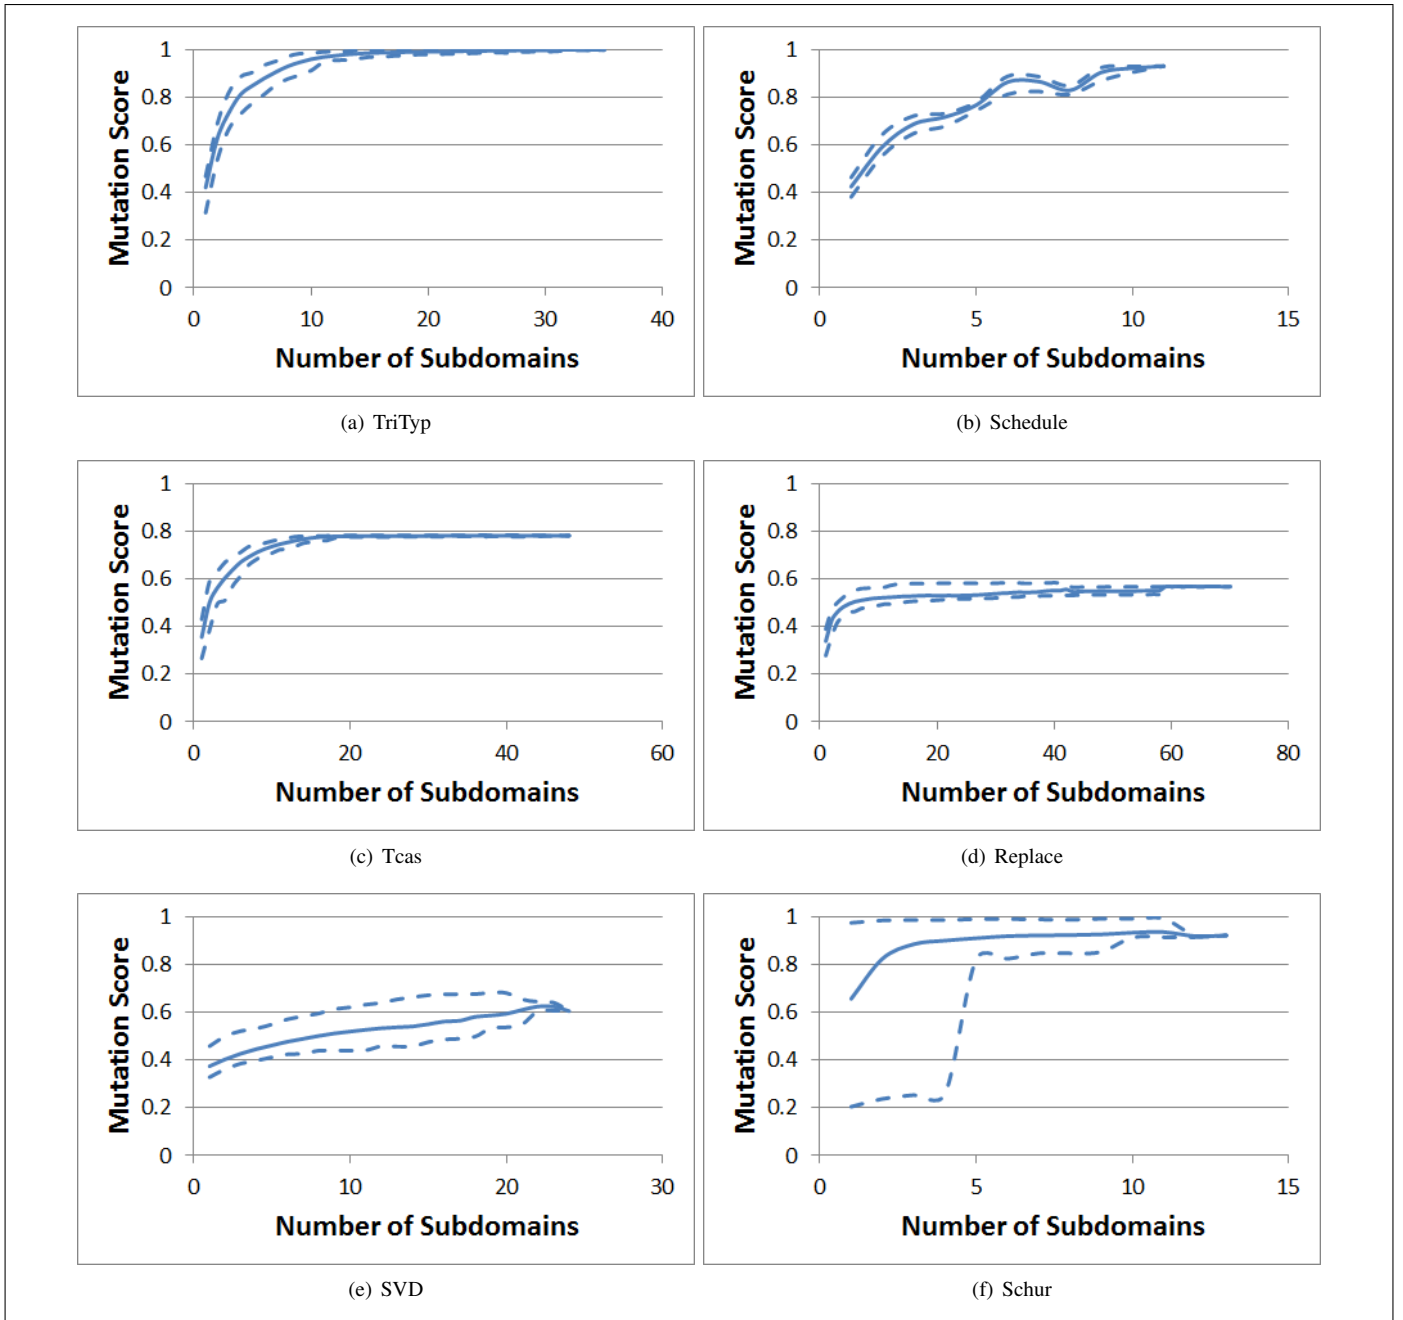 1
0.8
0.6
0.4
0.2
0
Mutation Score
0 10 20 30 40
Number of Subdomains
(a) TriTyp
1
0.8
0.6
0.4
0.2
0
Mutation Score
0 5 10 15
Number of Subdomains
(b) Schedule
1
0.8
0.6
0.4
0.2
0
Mutation Score
0 20 40 60
Number of Subdomains
(c) Tcas
1
0.8
0.6
0.4
0.2
0
Mutation Score
0 20 40 60 80
Number of Subdomains
(d) Replace
1
0.8
0.6
0.4
0.2
0
Mutation Score
0 10 20 30
Number of Subdomains
(e) SVD
1
0.8
0.6
0.4
0.2
0
Mutation Score
0 5 10 15
Number of Subdomains
(f) Schur